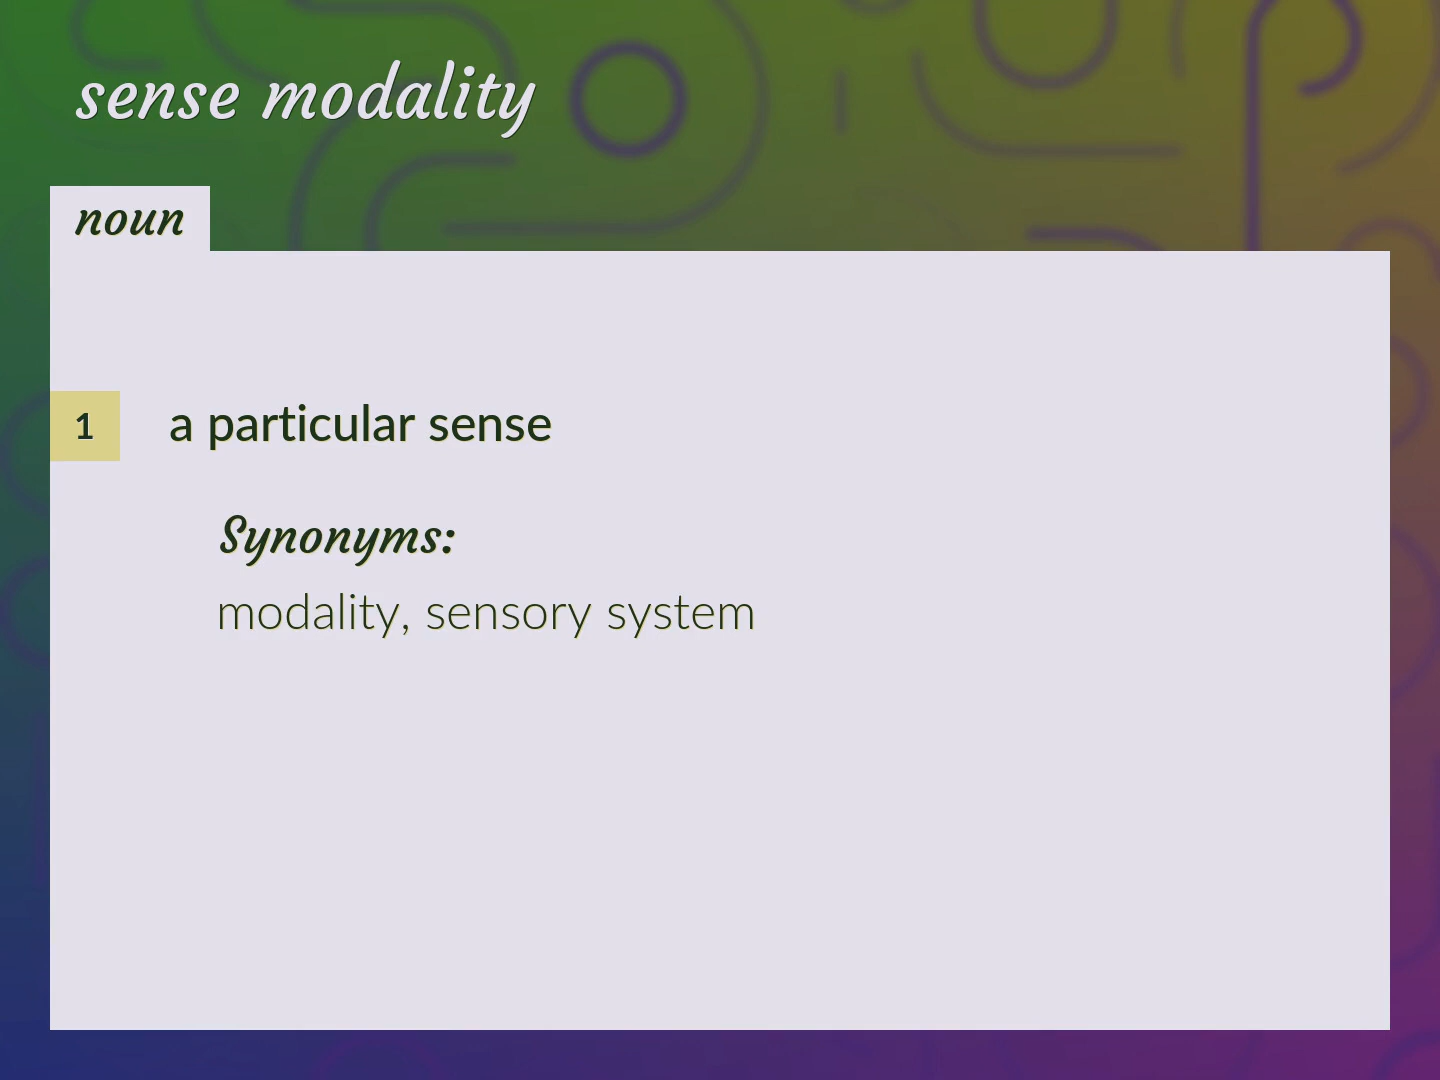 sense modality
noun
1 a particular sense
Synonyms:
modality, sensory system